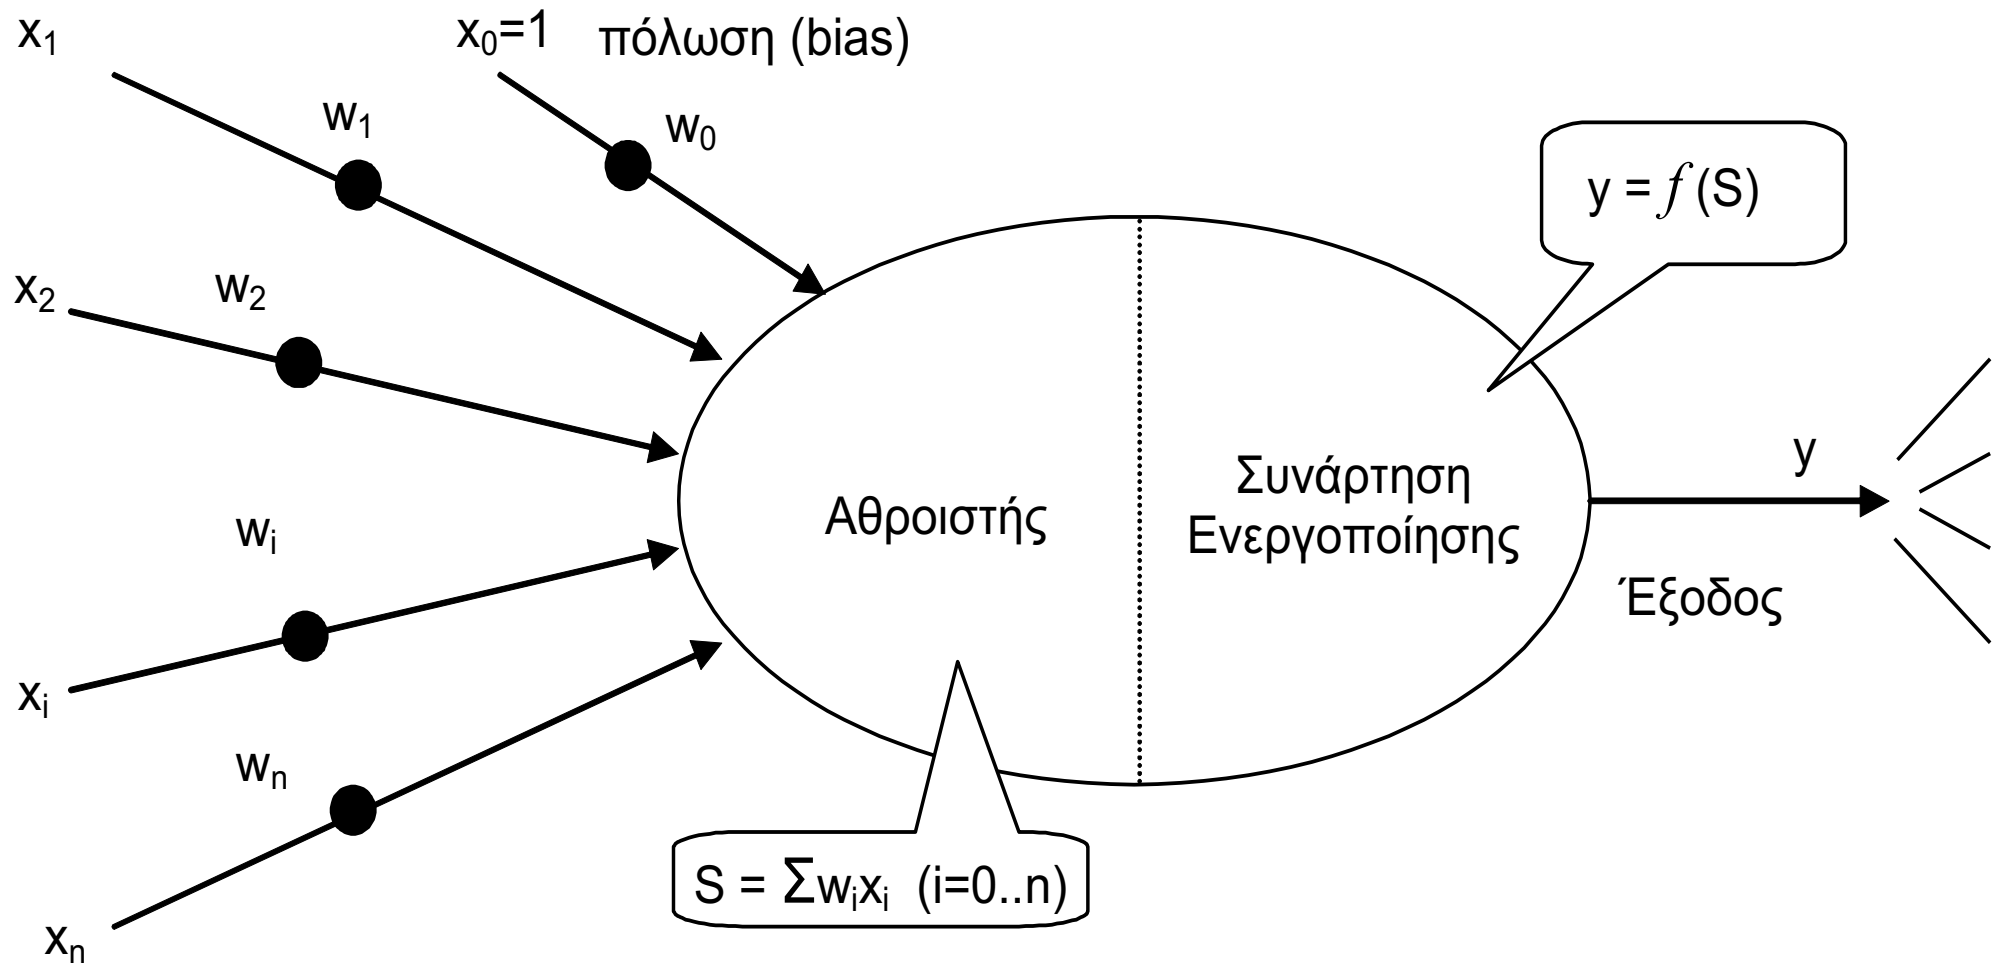 x₁
x₀=1 πόλωση (bias)
w₁
w₀
y = f (S)
x₂
w₂
Αθροιστής
Συνάρτηση
Ενεργοποίησης
y
Έξοδος
wᵢ
xᵢ
wₙ
S = Σwᵢxᵢ (i=0..n)
xₙ